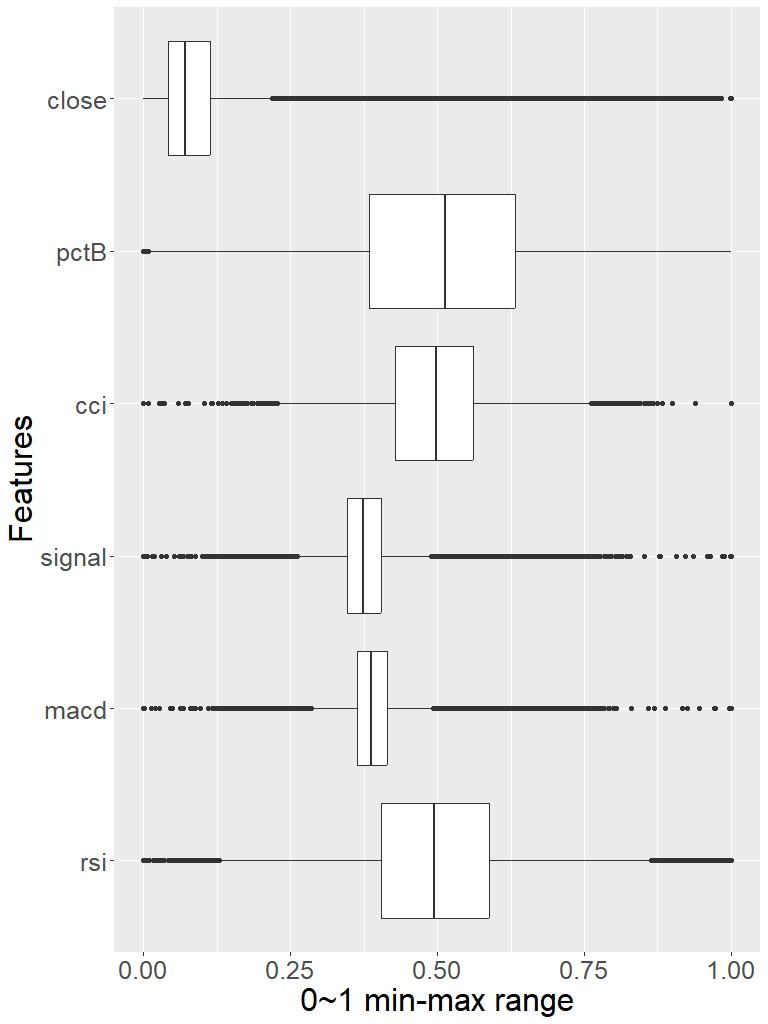 close
pctB
cci
signal
macd
rsi
Features
0.00 0.25 0.50 0.75 1.00
0~1 min-max range